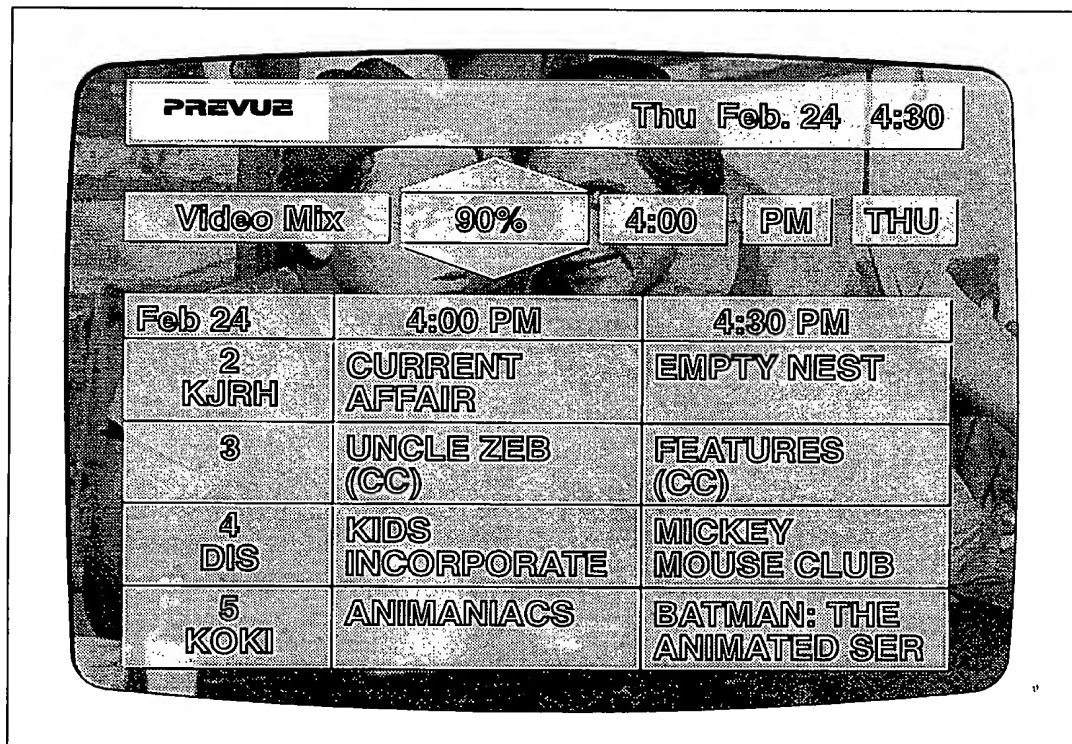 PREVUE Thu Feb. 24 4:30
Video Mix 90% 4:00 PM THU
Feb 24 4:00 PM 4:30 PM
2
KJRH
CURRENT
AFFAIR
EMPTY NEST
3
UNCLE ZEB
(CC)
FEATURES
(CC)
4
DIS
KIDS
INCORPORATE
MICKEY
MOUSE CLUB
5
KOKI
ANIMANIACS
BATMAN: THE
ANIMATED SER